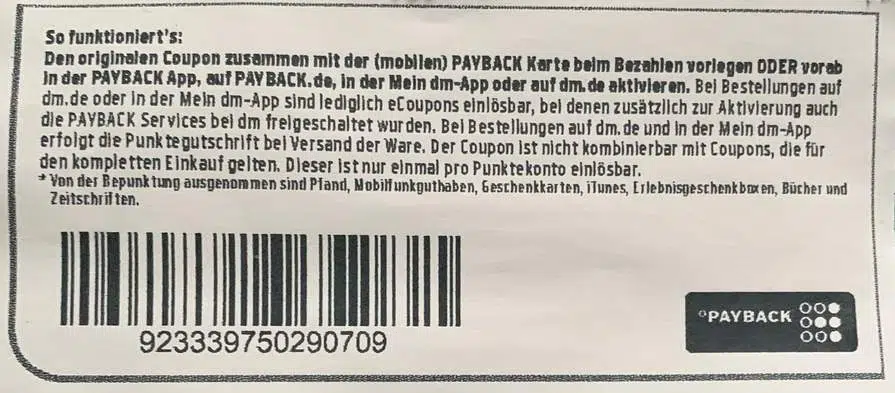 So funktioniert's:
Den originalen Coupon zusammen mit der (mobilen) PAYBACK Karte beim Bezahlen vorlegen ODER vorab
in der PAYBACK App, auf PAYBACK.de, in der Mein dm-App oder auf dm.de aktivieren. Bei Bestellungen auf
dm.de oder in der Mein dm-App sind lediglich eCoupons einlösbar, bei denen zusätzlich zur Aktivierung auch
die PAYBACK Services bei dm freigeschaltet wurden. Bei Bestellungen auf dm.de und in der Mein dm-App
erfolgt die Punktegutschrift bei Versand der Ware. Der Coupon ist nicht kombinierbar mit Coupons, die für
den kompletten Einkauf gelten. Dieser ist nur einmal pro Punktekonto einlösbar.
* Von der Bepunktung ausgenommen sind Pfand, Mobilfunkguthaben, Geschenkkarten, iTunes, Erlebnisgeschenkboxen, Bücher und
Zeitschriften.
923339750290709
PAYBACK